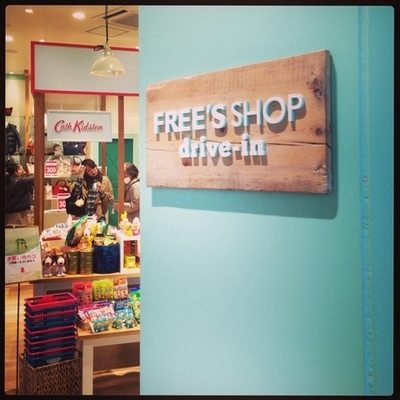 FREE'S SHOP
drive-in
Cath Kidston